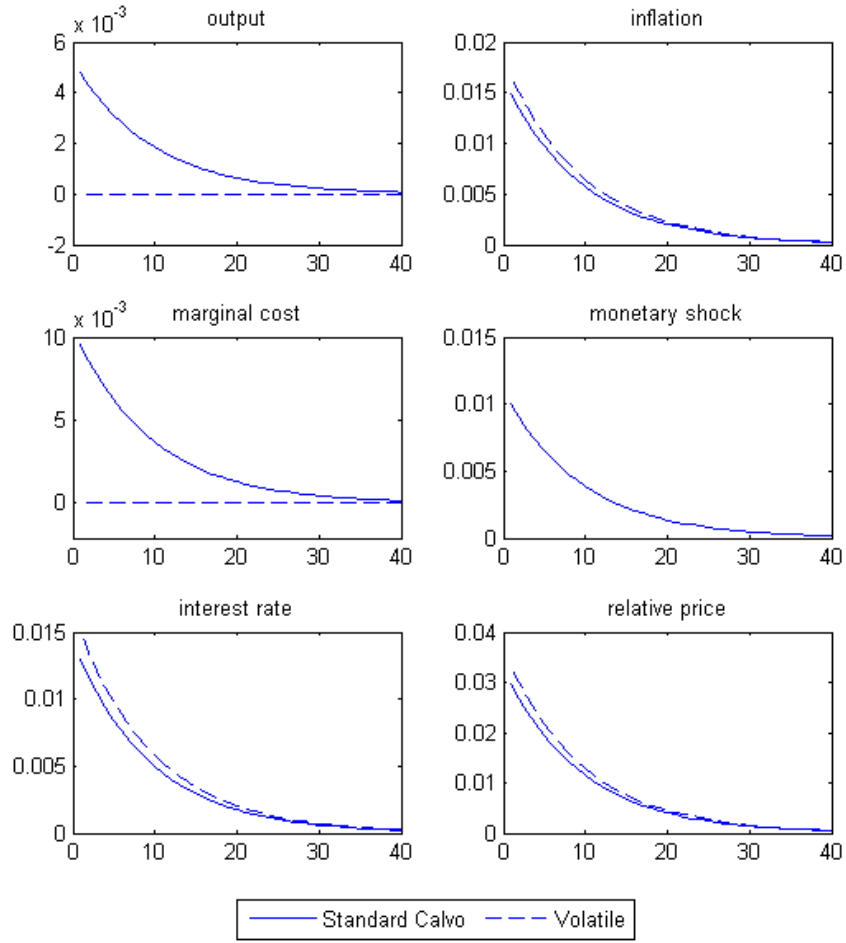 output
x 10^-3
6
4
2
0
-2
0 10 20 30 40
inflation
0.02
0.015
0.01
0.005
0
0 10 20 30 40
marginal cost
x 10^-3
10
5
0
0 10 20 30 40
monetary shock
0.015
0.01
0.005
0
0 10 20 30 40
interest rate
0.015
0.01
0.005
0
0 10 20 30 40
relative price
0.04
0.03
0.02
0.01
0
0 10 20 30 40
Standard Calvo Volatile